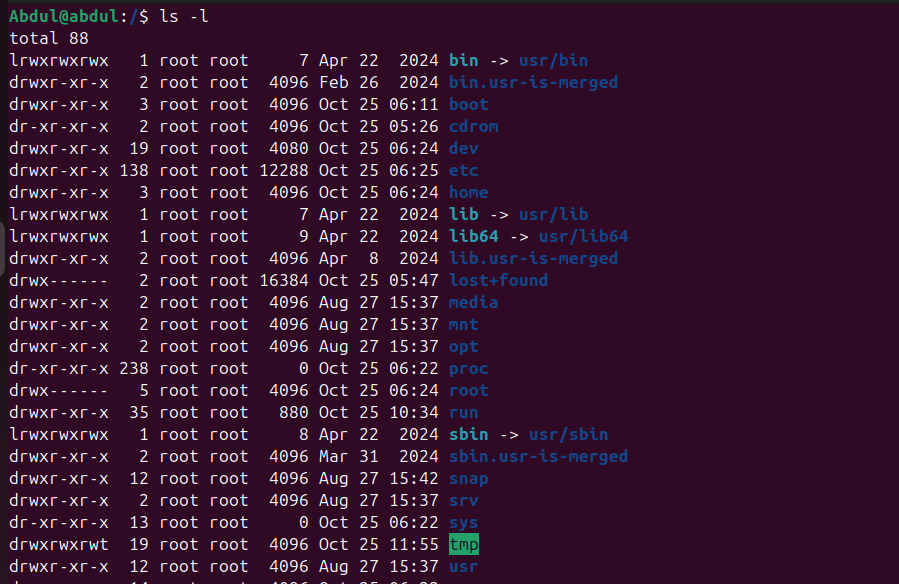 Abdul@abdul:/$ ls -l
total 88
lrwxrwxrwx   1 root root     7 Apr 22  2024 bin -> usr/bin
drwxr-xr-x   2 root root  4096 Feb 26  2024 bin.usr-is-merged
drwxr-xr-x   3 root root  4096 Oct 25 06:11 boot
dr-xr-xr-x   2 root root  4096 Oct 25 05:26 cdrom
drwxr-xr-x  19 root root  4080 Oct 25 06:24 dev
drwxr-xr-x 138 root root 12288 Oct 25 06:25 etc
drwxr-xr-x   3 root root  4096 Oct 25 06:24 home
lrwxrwxrwx   1 root root     7 Apr 22  2024 lib -> usr/lib
lrwxrwxrwx   1 root root     9 Apr 22  2024 lib64 -> usr/lib64
drwxr-xr-x   2 root root  4096 Apr  8  2024 lib.usr-is-merged
drwx------   2 root root 16384 Oct 25 05:47 lost+found
drwxr-xr-x   2 root root  4096 Aug 27 15:37 media
drwxr-xr-x   2 root root  4096 Aug 27 15:37 mnt
drwxr-xr-x   2 root root  4096 Aug 27 15:37 opt
dr-xr-xr-x 238 root root     0 Oct 25 06:22 proc
drwx------   5 root root  4096 Oct 25 06:24 root
drwxr-xr-x  35 root root   880 Oct 25 10:34 run
lrwxrwxrwx   1 root root     8 Apr 22  2024 sbin -> usr/sbin
drwxr-xr-x   2 root root  4096 Mar 31  2024 sbin.usr-is-merged
drwxr-xr-x  12 root root  4096 Aug 27 15:42 snap
drwxr-xr-x   2 root root  4096 Aug 27 15:37 srv
dr-xr-xr-x  13 root root     0 Oct 25 06:22 sys
drwxrwxrwt  19 root root  4096 Oct 25 11:55 tmp
drwxr-xr-x  12 root root  4096 Aug 27 15:37 usr